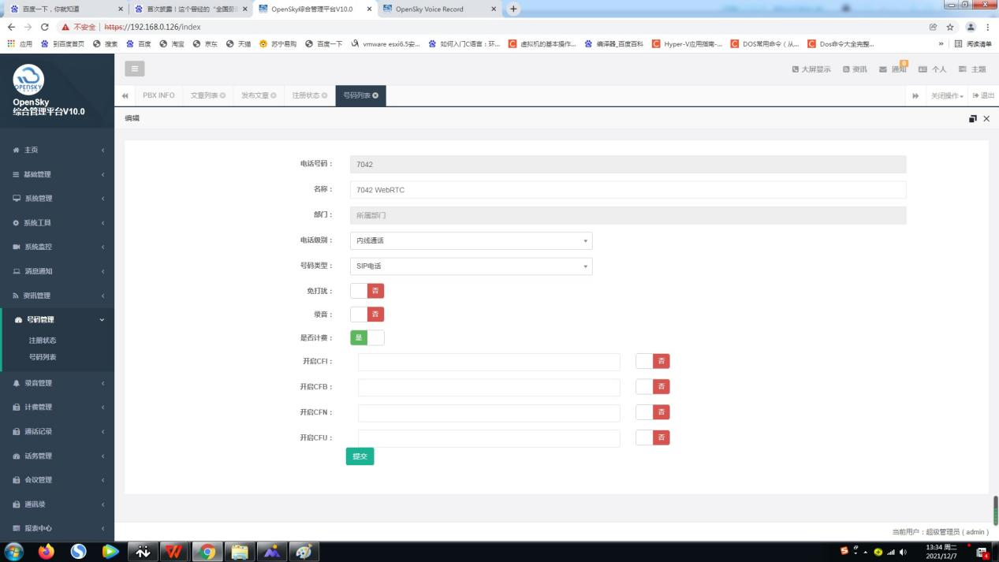 百度一下，你就知道
首次披露！这个曾经的“全国劳
OpenSky综合管理平台V10.0
OpenSky Voice Record
不安全 https://192.168.0.126/index
应用 到百度首页 搜索 百度 淘宝 京东 天猫 苏宁易购 百度一下 vmware esxi6.5安... 如何入门C语言：环... 虚拟机的基本操作... 编译器_百度百科 Hyper-V应用指南-... DOS常用命令（从... Dos命令大全完整... » 阅读清单
OPENSKY
OpenSky
综合管理平台V10.0
大屏显示 资讯 通知 0 个人 主题
PBX INFO 文章列表 发布文章 注册状态 号码列表 关闭操作 退出
编辑
主页
基础管理
系统管理
系统工具
系统监控
消息通知
资讯管理
号码管理
注册状态
号码列表
录音管理
计费管理
通话记录
话务管理
会议管理
通讯录
报表中心
电话号码： 7042
名称： 7042 WebRTC
部门： 所属部门
电话级别： 内线通话
号码类型： SIP电话
免打扰： 否
录音： 否
是否计费： 是
开启CFI： 否
开启CFB： 否
开启CFN： 否
开启CFU： 否
提交
当前用户：超级管理员 ( admin )
13:34 周二
2021/12/7
4